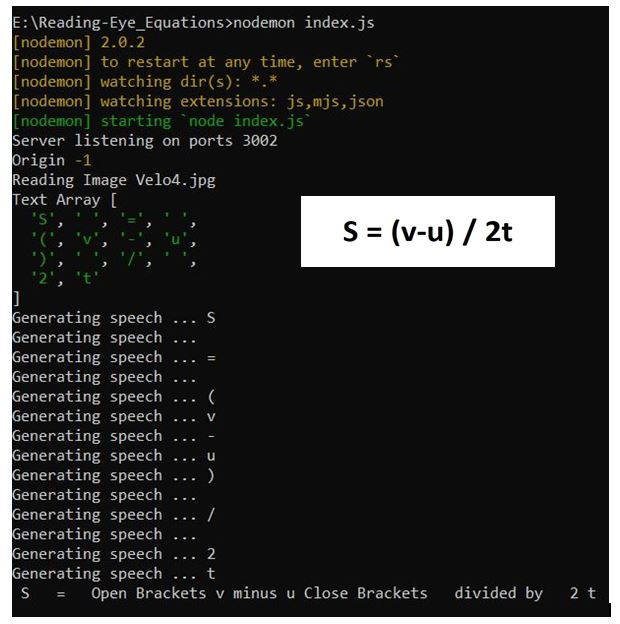 E:\Reading-Eye_Equations>nodemon index.js
[nodemon] 2.0.2
[nodemon] to restart at any time, enter `rs`
[nodemon] watching dir(s): *.*
[nodemon] watching extensions: js,mjs,json
[nodemon] starting `node index.js`
Server listening on ports 3002
Origin -1
Reading Image Velo4.jpg
Text Array [
'S', ' ', '=', ' ',
'(', 'v', '-', 'u',
')', ' ', '/', ' ',
'2', 't'
]
S = (v-u) / 2t
Generating speech ... S
Generating speech ...
Generating speech ... =
Generating speech ...
Generating speech ... (
Generating speech ... v
Generating speech ... -
Generating speech ... u
Generating speech ... )
Generating speech ...
Generating speech ... /
Generating speech ...
Generating speech ... 2
Generating speech ... t
S = Open Brackets v minus u Close Brackets divided by 2 t